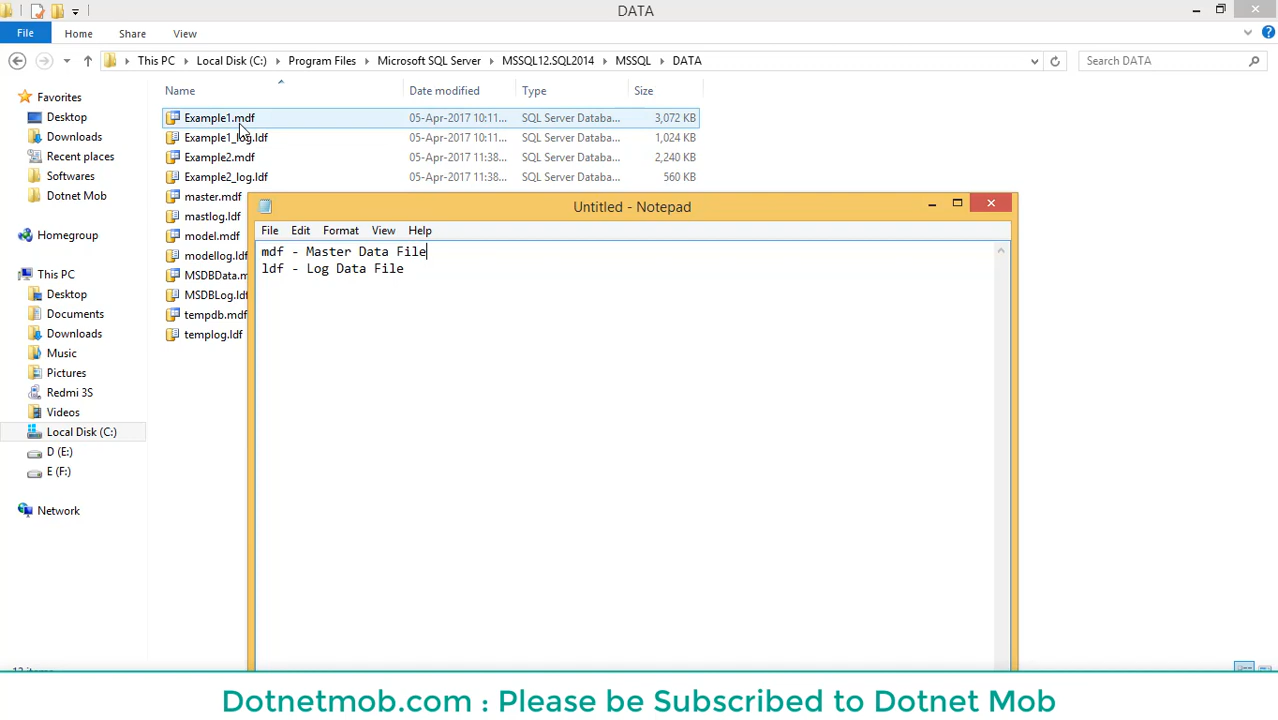 DATA
File Home Share View
This PC Local Disk (C:) Program Files Microsoft SQL Server MSSQL12.SQL2014 MSSQL DATA Search DATA
Name Date modified Type Size
Favorites
Desktop
Downloads
Recent places
Softwares
Dotnet Mob
Homegroup
This PC
Desktop
Documents
Downloads
Music
Pictures
Redmi 3S
Videos
Local Disk (C:)
D (E:)
E (F:)
Network
Example1.mdf 05-Apr-2017 10:11... SQL Server Databa... 3,072 KB
Example1_log.ldf 05-Apr-2017 10:11... SQL Server Databa... 1,024 KB
Example2.mdf 05-Apr-2017 11:38... SQL Server Databa... 2,240 KB
Example2_log.ldf 05-Apr-2017 11:38... SQL Server Databa... 560 KB
master.mdf
mastlog.ldf
model.mdf
modellog.ldf
MSDBData.m
MSDBLog.ldf
tempdb.mdf
templog.ldf
Untitled - Notepad
File Edit Format View Help
mdf - Master Data File
ldf - Log Data File
Dotnetmob.com : Please be Subscribed to Dotnet Mob